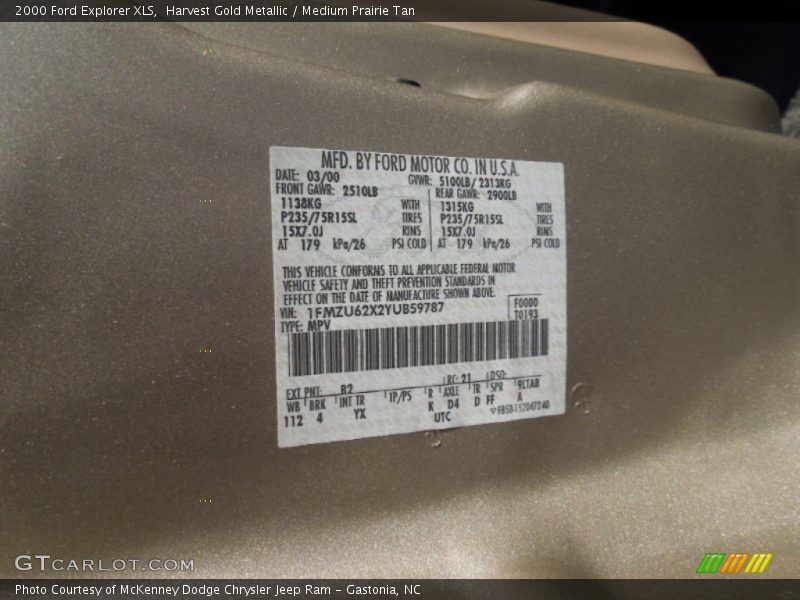 2000 Ford Explorer XLS, Harvest Gold Metallic / Medium Prairie Tan
MFD. BY FORD MOTOR CO. IN U.S.A.
DATE: 03/00 GVWR: 5100LB/ 2313KG
FRONT GAWR: 2510LB REAR GAWR: 2900LB
1138KG WITH 1315KG WITH
P235/75R15SL TIRES P235/75R15SL TIRES
15X7.0J RIMS 15X7.0J RIMS
AT 179 kPa/26 PSI COLD AT 179 kPa/26 PSI COLD
THIS VEHICLE CONFORMS TO ALL APPLICABLE FEDERAL MOTOR
VEHICLE SAFETY AND THEFT PREVENTION STANDARDS IN
EFFECT ON THE DATE OF MANUFACTURE SHOWN ABOVE.
VIN: 1FMZU62X2YUB59787 F0000
TYPE: MPV T0193
EXT PNT: B2 RC: 21 DSO:
WB BRK INT TR TP/PS R AXLE TR SPR
112 4 YX K D4 D FF A
UTC
GTCARLOT.COM
Photo Courtesy of McKenney Dodge Chrysler Jeep Ram - Gastonia, NC